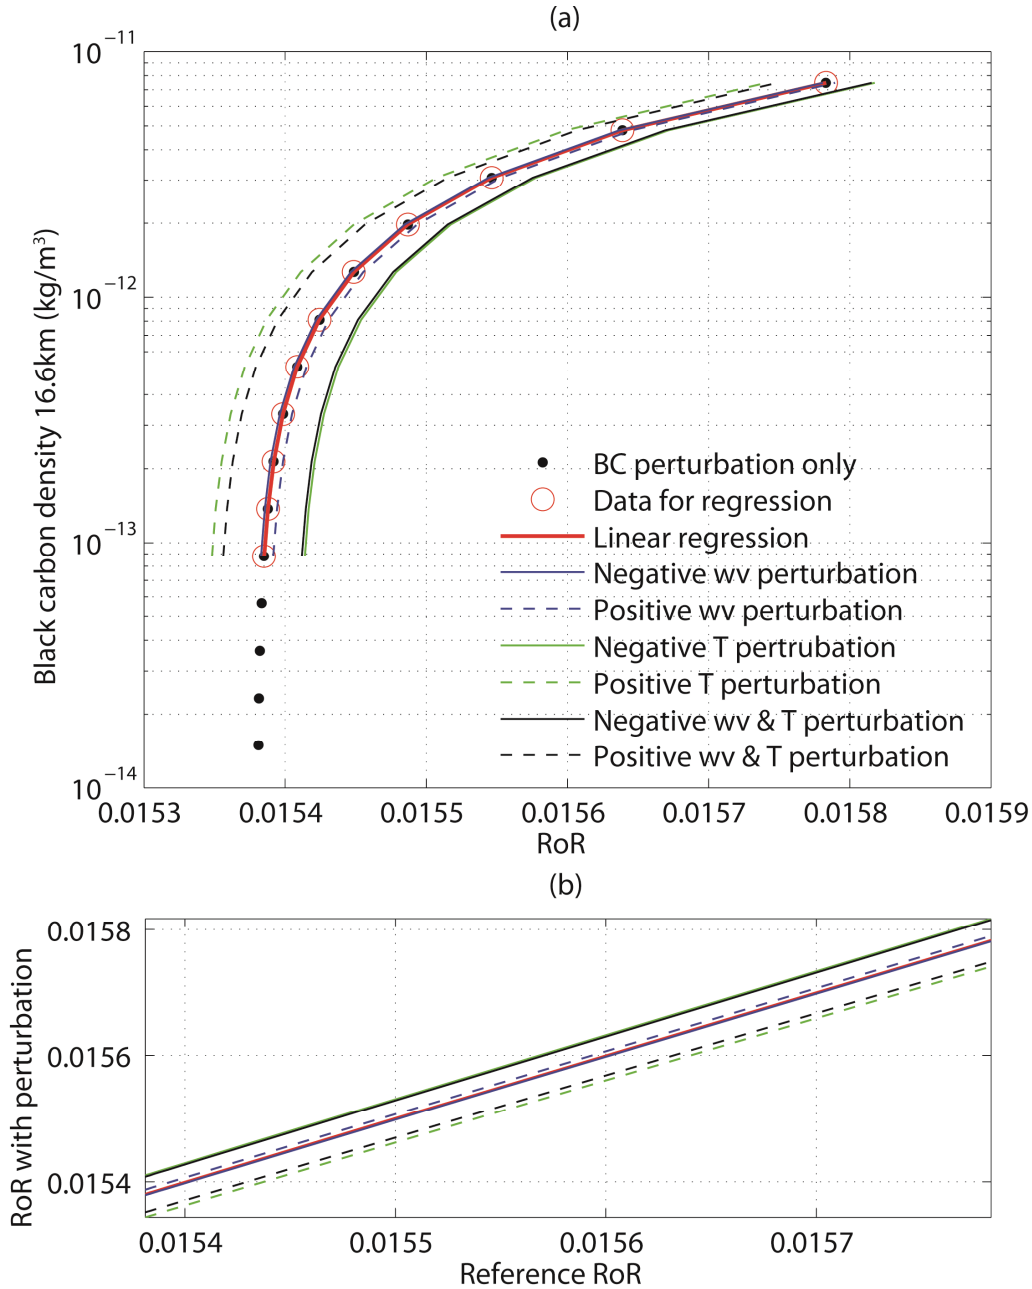 (a)
10−11
10−12
10−13
10−14
Black carbon density 16.6km (kg/m3)
BC perturbation only
Data for regression
Linear regression
Negative wv perturbation
Positive wv perturbation
Negative T pertrubation
Positive T perturbation
Negative wv & T perturbation
Positive wv & T perturbation
0.0153 0.0154 0.0155 0.0156 0.0157 0.0158 0.0159
RoR
(b)
0.0158
0.0156
0.0154
RoR with perturbation
0.0154 0.0155 0.0156 0.0157
Reference RoR